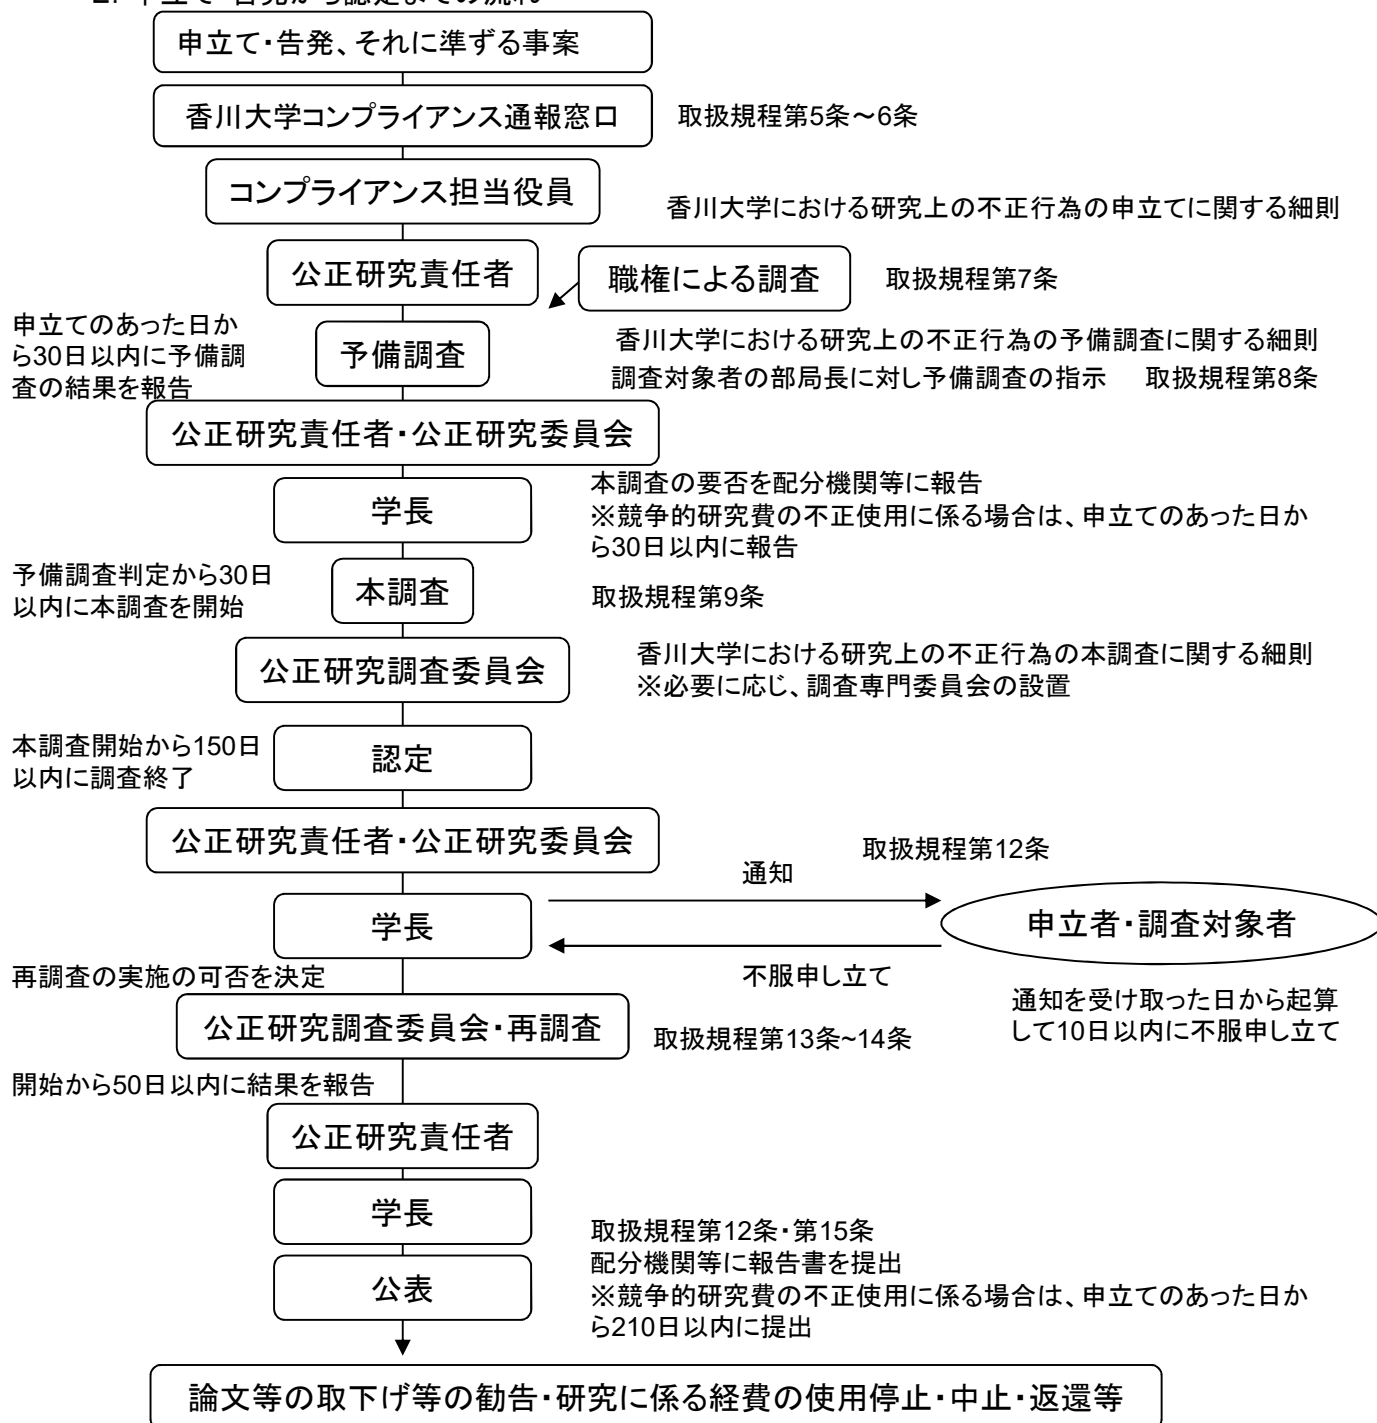 2. 申立て・告発から認定までの流れ
申立て・告発、それに準ずる事案
香川大学コンプライアンス通報窓口
取扱規程第5条～6条
コンプライアンス担当役員
香川大学における研究上の不正行為の申立てに関する細則
公正研究責任者
職権による調査
取扱規程第7条
申立てのあった日か
ら30日以内に予備調
査の結果を報告
予備調査
香川大学における研究上の不正行為の予備調査に関する細則
調査対象者の部局長に対し予備調査の指示 取扱規程第8条
公正研究責任者・公正研究委員会
学長
本調査の要否を配分機関等に報告
※競争的研究費の不正使用に係る場合は、申立てのあった日か
ら30日以内に報告
予備調査判定から30日
以内に本調査を開始
本調査
取扱規程第9条
公正研究調査委員会
香川大学における研究上の不正行為の本調査に関する細則
※必要に応じ、調査専門委員会の設置
本調査開始から150日
以内に調査終了
認定
公正研究責任者・公正研究委員会
取扱規程第12条
通知
学長
申立者・調査対象者
不服申し立て
再調査の実施の可否を決定
通知を受け取った日から起算
して10日以内に不服申し立て
公正研究調査委員会・再調査
取扱規程第13条~14条
開始から50日以内に結果を報告
公正研究責任者
学長
取扱規程第12条・第15条
配分機関等に報告書を提出
※競争的研究費の不正使用に係る場合は、申立てのあった日か
ら210日以内に提出
公表
論文等の取下げ等の勧告・研究に係る経費の使用停止・中止・返還等